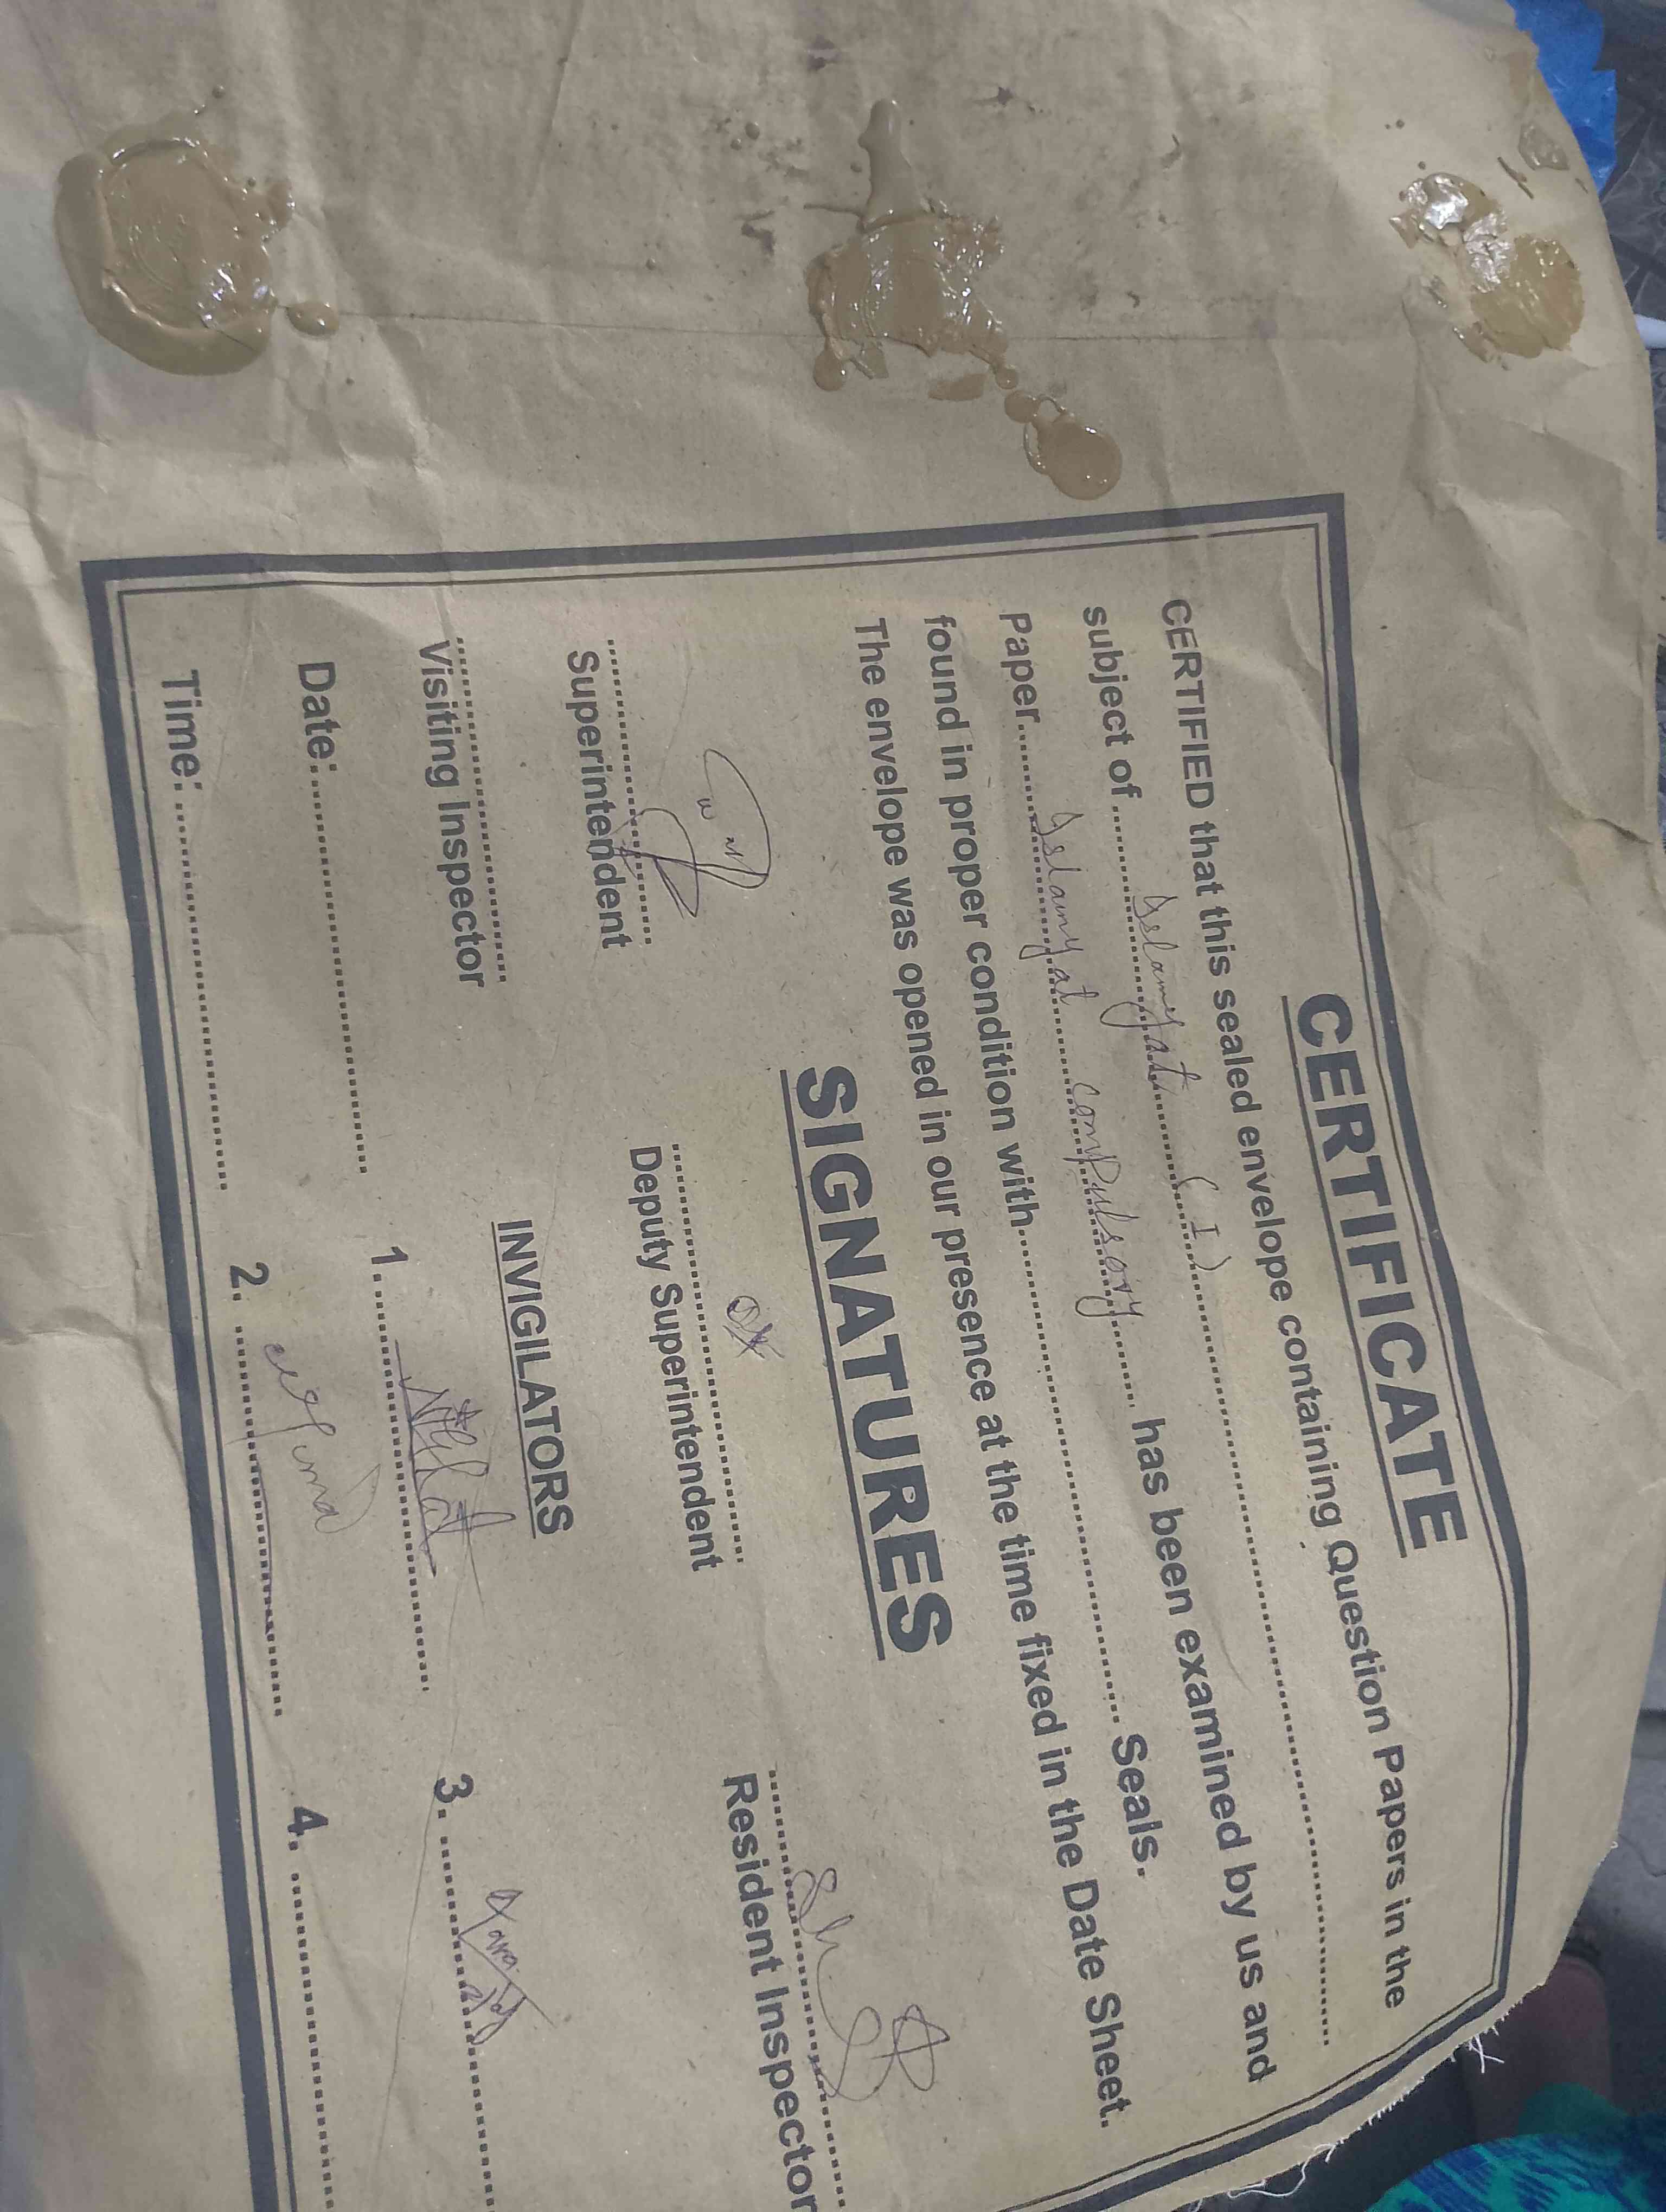 CERTIFICATE
CERTIFIED that this sealed envelope containing Question Papers in the
subject of ........ Islamyat (I) ........
Paper........ Islamyat compulsory ........ has been examined by us and
found in proper condition with........ Seals.
The envelope was opened in our presence at the time fixed in the Date Sheet.
SIGNATURES
Superintendent
Deputy Superintendent
Resident Inspector
Visiting Inspector
INVIGILATORS
Date:........
1.........
3.........
Time:........
2.........
4.........